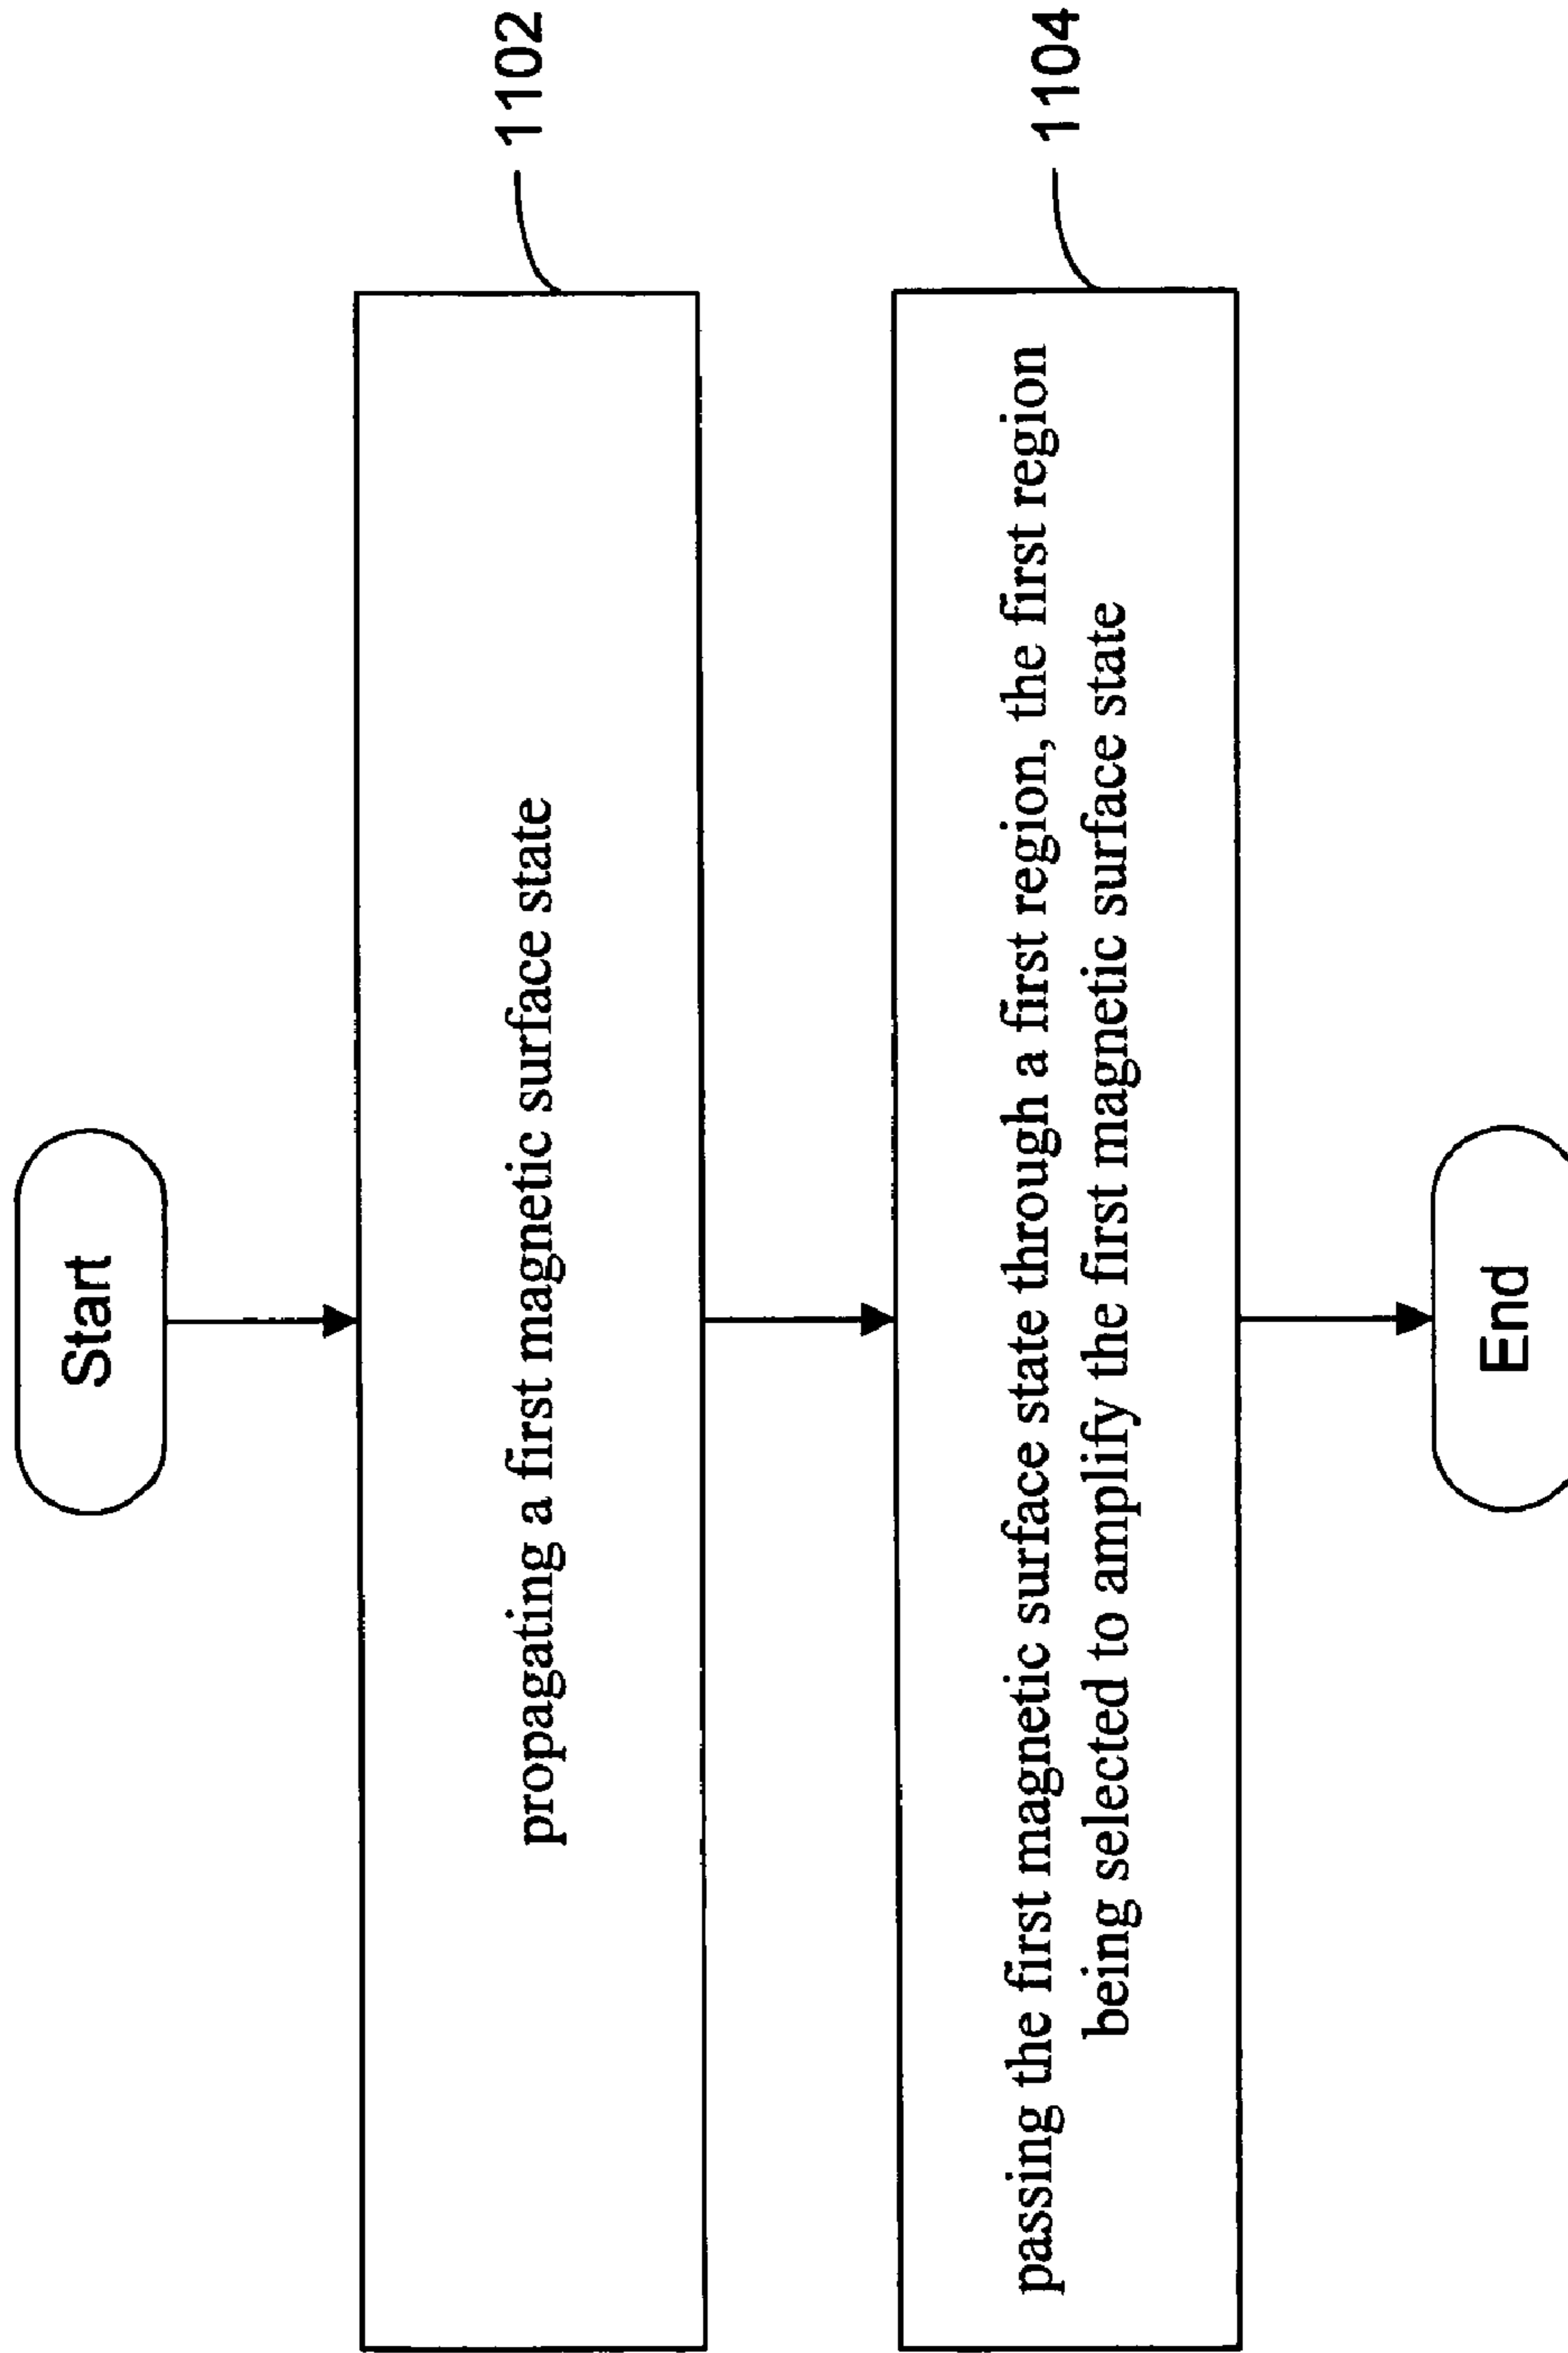 Start
propagating a first magnetic surface state
1102
passing the first magnetic surface state through a first region, the first region
being selected to amplify the first magnetic surface state
1104
End